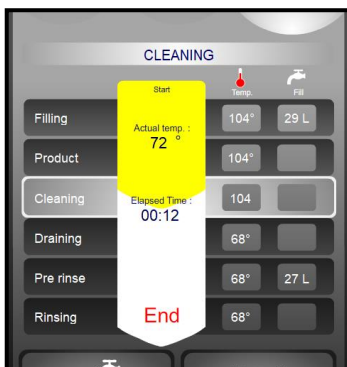 CLEANING
Start
Temp.
Fill
Filling
Actual temp. :
72 °
104°
29 L
Product
104°
Cleaning
Elapsed Time :
00:12
104
Draining
68°
Pre rinse
68°
27 L
Rinsing
End
68°